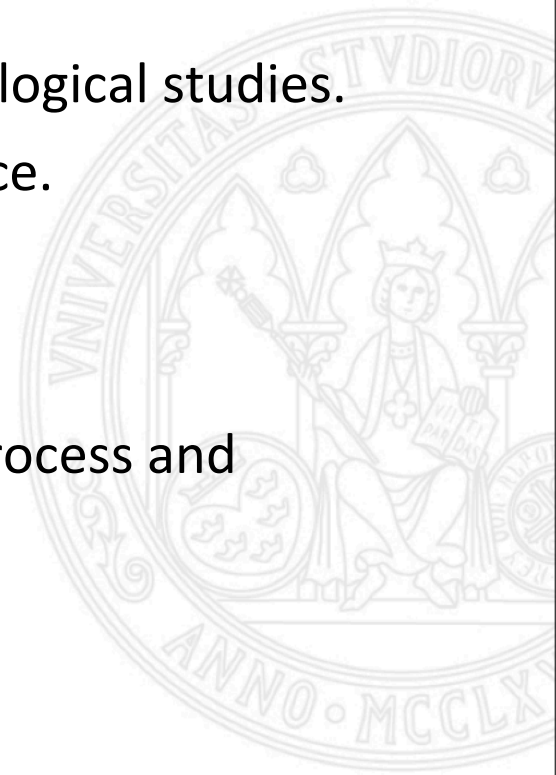 logical studies.
ce.
rocess and
VNIVERSITAS STVDIORV
ANNO · MCCLX